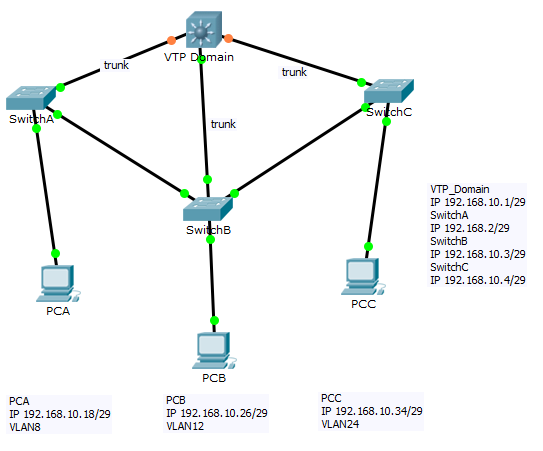 VTP Domain
trunk
trunk
SwitchA
SwitchC
trunk
SwitchB
VTP_Domain
IP 192.168.10.1/29
SwitchA
IP 192.168.2/29
SwitchB
IP 192.168.10.3/29
SwitchC
IP 192.168.10.4/29
PCA
PCC
PCB
PCA
IP 192.168.10.18/29
VLAN8
PCB
IP 192.168.10.26/29
VLAN12
PCC
IP 192.168.10.34/29
VLAN24